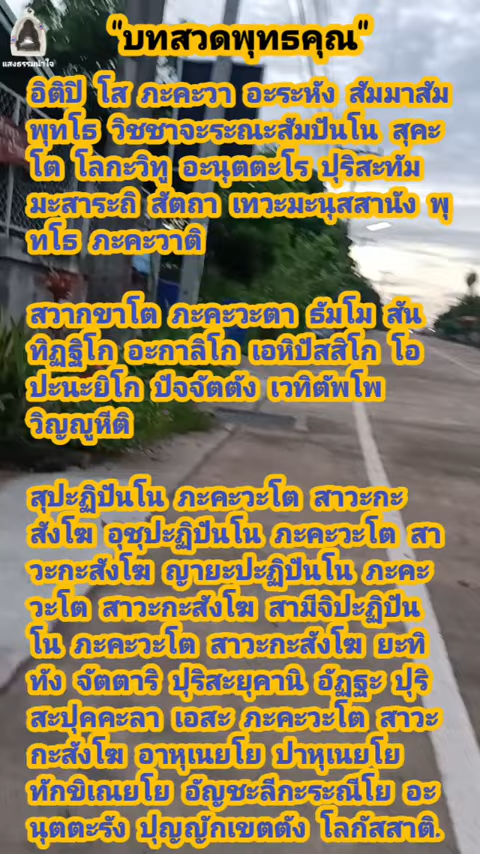 "บทสวดพุทธคุณ"
แสงธรรมนำใจ
อิติปิ โส ภะคะวา อะระหัง สัมมาสัม
พุทโธ วิชชาจะระณะสัมปันโน สุคะ
โต โลกะวิทู อะนุตตะโร ปุริสะทัม
มะสาระถิ สัตถา เทวะมะนุสสานัง พุ
ทโธ ภะคะวาติ
สวากขาโต ภะคะวะตา ธัมโม สัน
ทิฏฐิโก อะกาลิโก เอหิปัสสิโก โอ
ปะนะยิโก ปัจจัตตัง เวทิตัพโพ
วิญญูหีติ
สุปะฏิปันโน ภะคะวะโต สาวะกะ
สังโฆ อุชุปะฏิปันโน ภะคะวะโต สา
วะกะสังโฆ ญายะปะฏิปันโน ภะคะ
วะโต สาวะกะสังโฆ สามีจิปะฏิปัน
โน ภะคะวะโต สาวะกะสังโฆ ยะทิ
ทัง จัตตาริ ปุริสะยุคานิ อัฏฐะ ปุริ
สะปุคคะลา เอสะ ภะคะวะโต สาวะ
กะสังโฆ อาหุเนยโย ปาหุเนยโย
ทักขิเณยโย อัญชะลีกะระณีโย อะ
นุตตะรัง ปุญญักเขตตัง โลกัสสาติ.